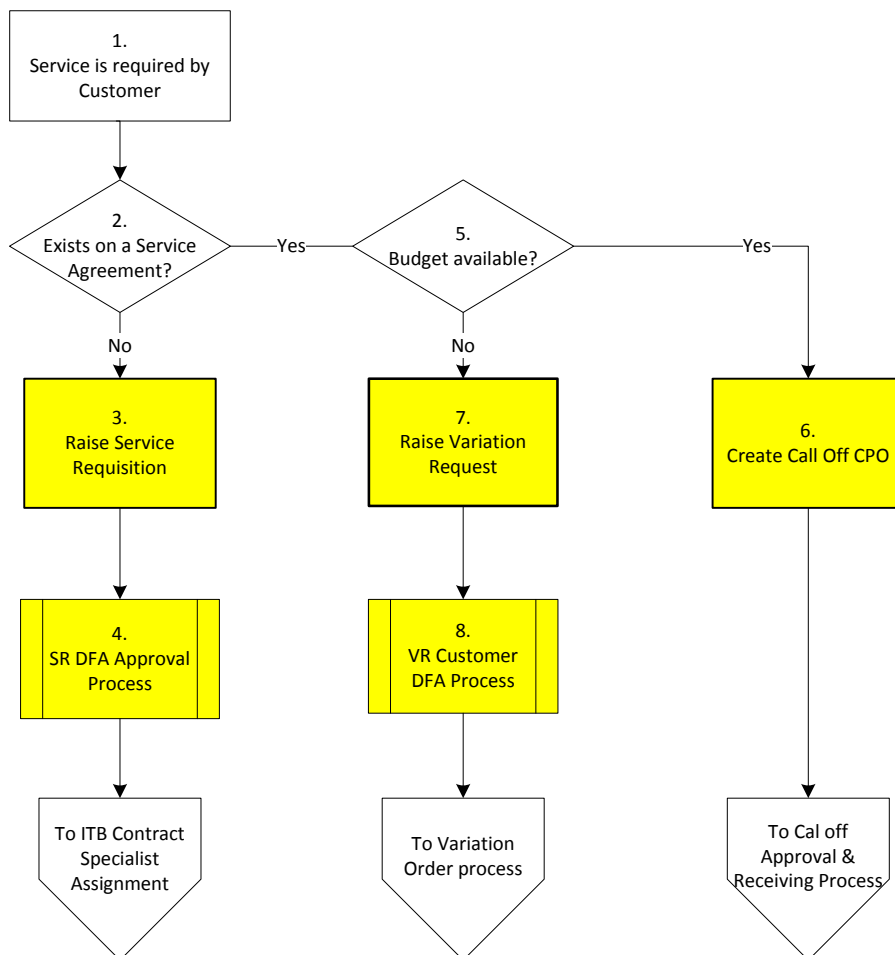 1.
Service is required by
Customer
2.
Exists on a Service
Agreement?
Yes
5.
Budget available?
Yes
No
No
3.
Raise Service
Requisition
7.
Raise Variation
Request
6.
Create Call Off CPO
4.
SR DFA Approval
Process
8.
VR Customer
DFA Process
To ITB Contract
Specialist
Assignment
To Variation
Order process
To Cal off
Approval &
Receiving Process